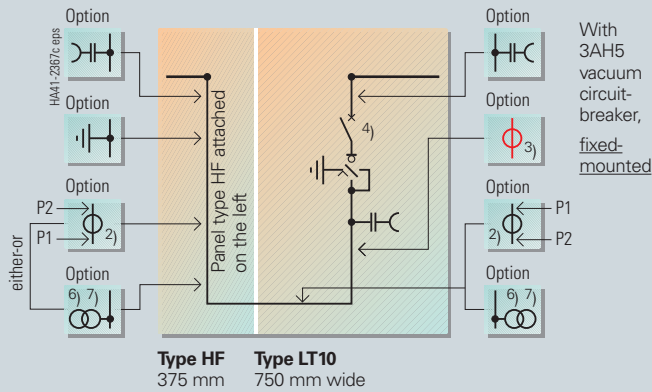 Option
HA41-2367c eps
Option
Option
P2
P1
2)
either-or
Option
6) 7)
Panel type HF attached
on the left
4)
Type HF
375 mm
Type LT10
750 mm wide
Option
Option
3)
Option
2)
P1
P2
Option
6) 7)
With
3AH5
vacuum
circuit-
breaker,
fixed-
mounted